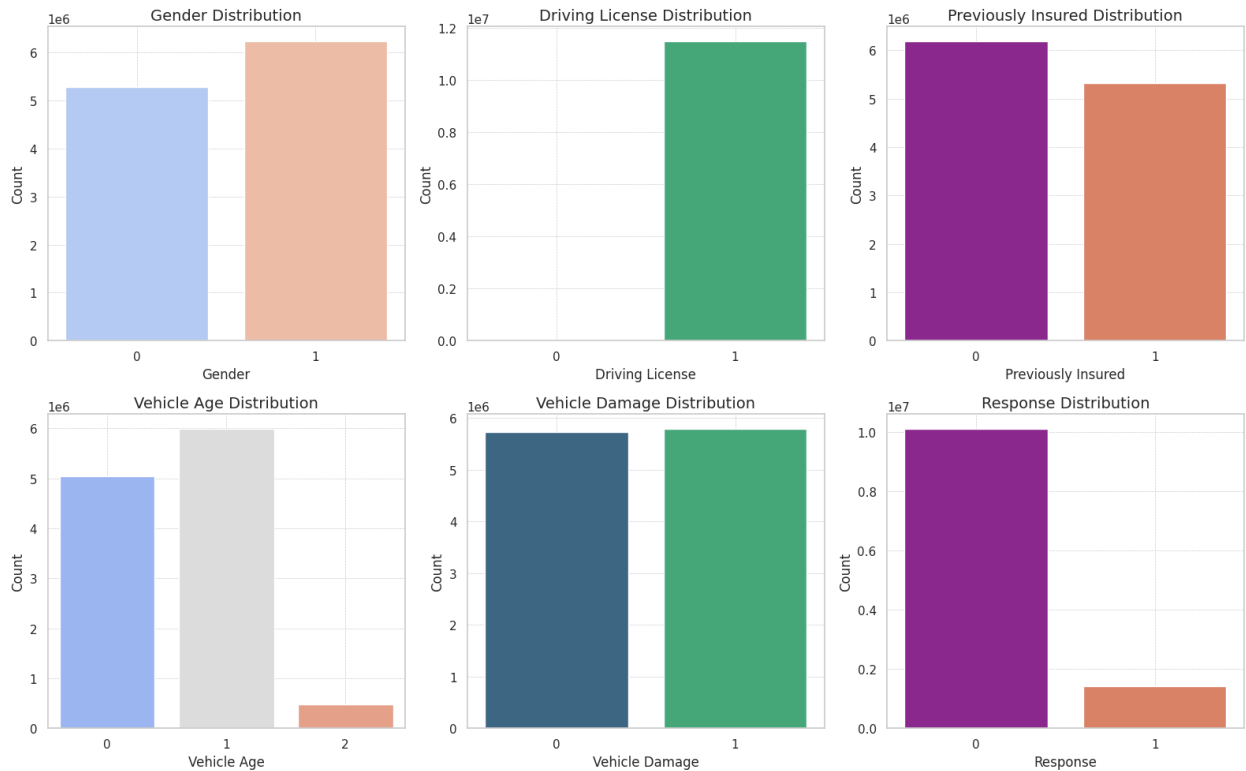 Gender Distribution
1e6
6
5
4
3
2
1
0
Count
0
1
Gender
Driving License Distribution
1e7
1.2
1.0
0.8
0.6
0.4
0.2
0.0
Count
0
1
Driving License
Previously Insured Distribution
1e6
6
5
4
3
2
1
0
Count
0
1
Previously Insured
Vehicle Age Distribution
1e6
6
5
4
3
2
1
0
Count
0
1
2
Vehicle Age
Vehicle Damage Distribution
1e6
6
5
4
3
2
1
0
Count
0
1
Vehicle Damage
Response Distribution
1e7
1.0
0.8
0.6
0.4
0.2
0.0
Count
0
1
Response